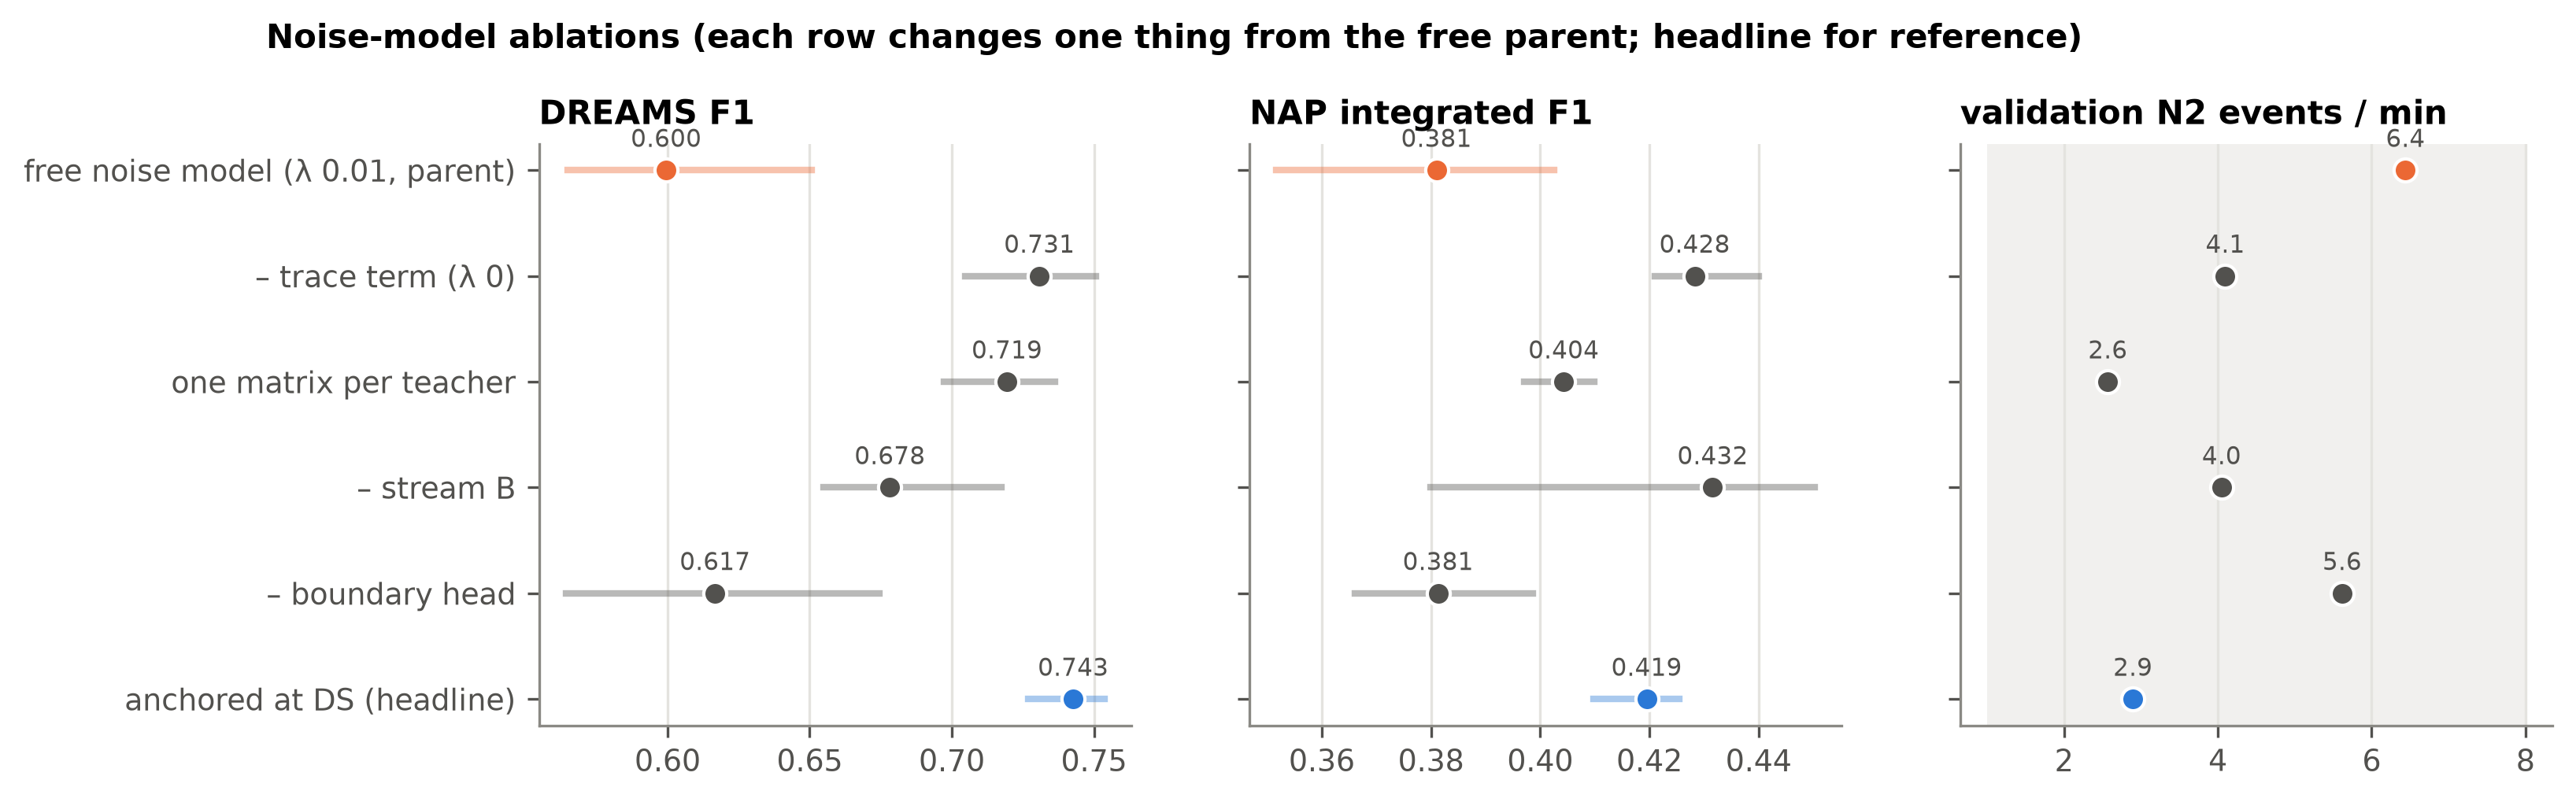 Noise-model ablations (each row changes one thing from the free parent; headline for reference)
DREAMS F1
NAP integrated F1
validation N2 events / min
free noise model (λ 0.01, parent)
0.600
0.381
6.4
– trace term (λ 0)
0.731
0.428
4.1
one matrix per teacher
0.719
0.404
2.6
– stream B
0.678
0.432
4.0
– boundary head
0.617
0.381
5.6
anchored at DS (headline)
0.743
0.419
2.9
0.60 0.65 0.70 0.75
0.36 0.38 0.40 0.42 0.44
2 4 6 8